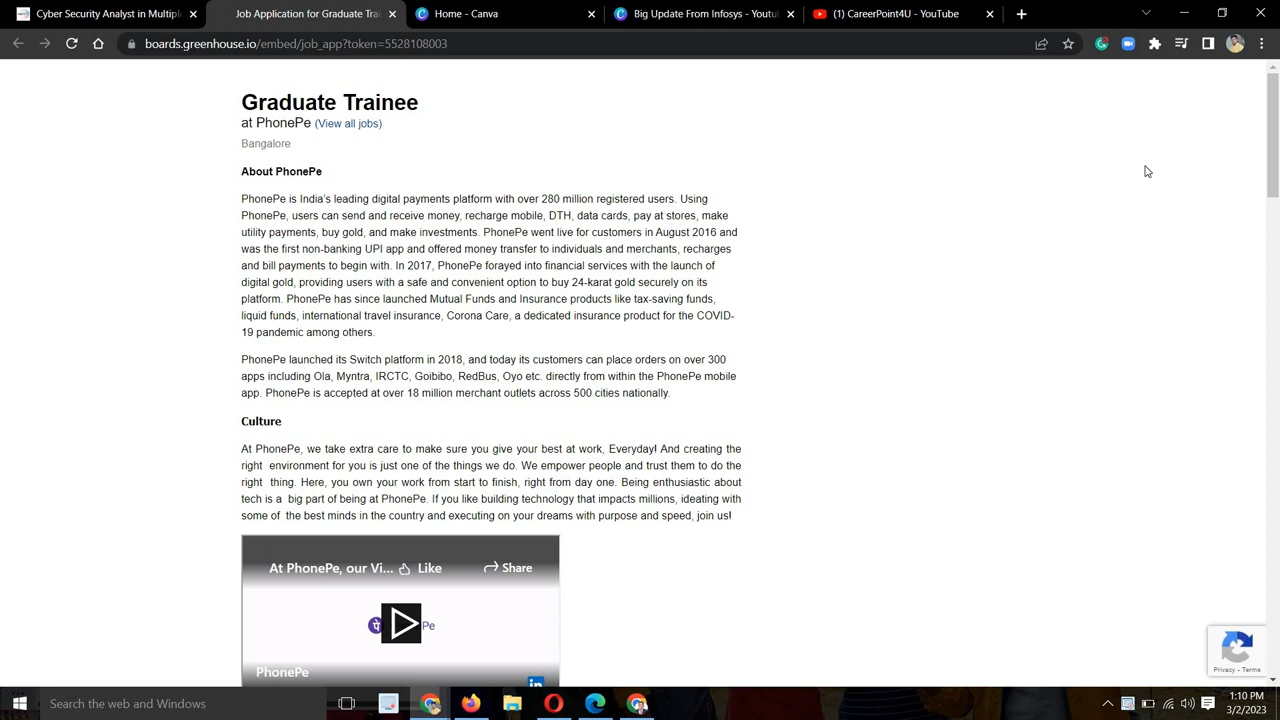 Cyber Security Analyst in Multiple
Job Application for Graduate Trai
Home - Canva
Big Update From Infosys - Youtu
(1) CareerPoint4U - YouTube
boards.greenhouse.io/embed/job_app?token=5528108003
Graduate Trainee
at PhonePe (View all jobs)
Bangalore
About PhonePe
PhonePe is India's leading digital payments platform with over 280 million registered users. Using
PhonePe, users can send and receive money, recharge mobile, DTH, data cards, pay at stores, make
utility payments, buy gold, and make investments. PhonePe went live for customers in August 2016 and
was the first non-banking UPI app and offered money transfer to individuals and merchants, recharges
and bill payments to begin with. In 2017, PhonePe forayed into financial services with the launch of
digital gold, providing users with a safe and convenient option to buy 24-karat gold securely on its
platform. PhonePe has since launched Mutual Funds and Insurance products like tax-saving funds,
liquid funds, international travel insurance, Corona Care, a dedicated insurance product for the COVID-
19 pandemic among others.
PhonePe launched its Switch platform in 2018, and today its customers can place orders on over 300
apps including Ola, Myntra, IRCTC, Goibibo, RedBus, Oyo etc. directly from within the PhonePe mobile
app. PhonePe is accepted at over 18 million merchant outlets across 500 cities nationally.
Culture
At PhonePe, we take extra care to make sure you give your best at work, Everyday! And creating the
right environment for you is just one of the things we do. We empower people and trust them to do the
right thing. Here, you own your work from start to finish, right from day one. Being enthusiastic about
tech is a big part of being at PhonePe. If you like building technology that impacts millions, ideating with
some of the best minds in the country and executing on your dreams with purpose and speed, join us!
At PhonePe, our Vi... Like Share
पे Pe
PhonePe
in
Privacy - Terms
Search the web and Windows
1:10 PM
3/2/2023